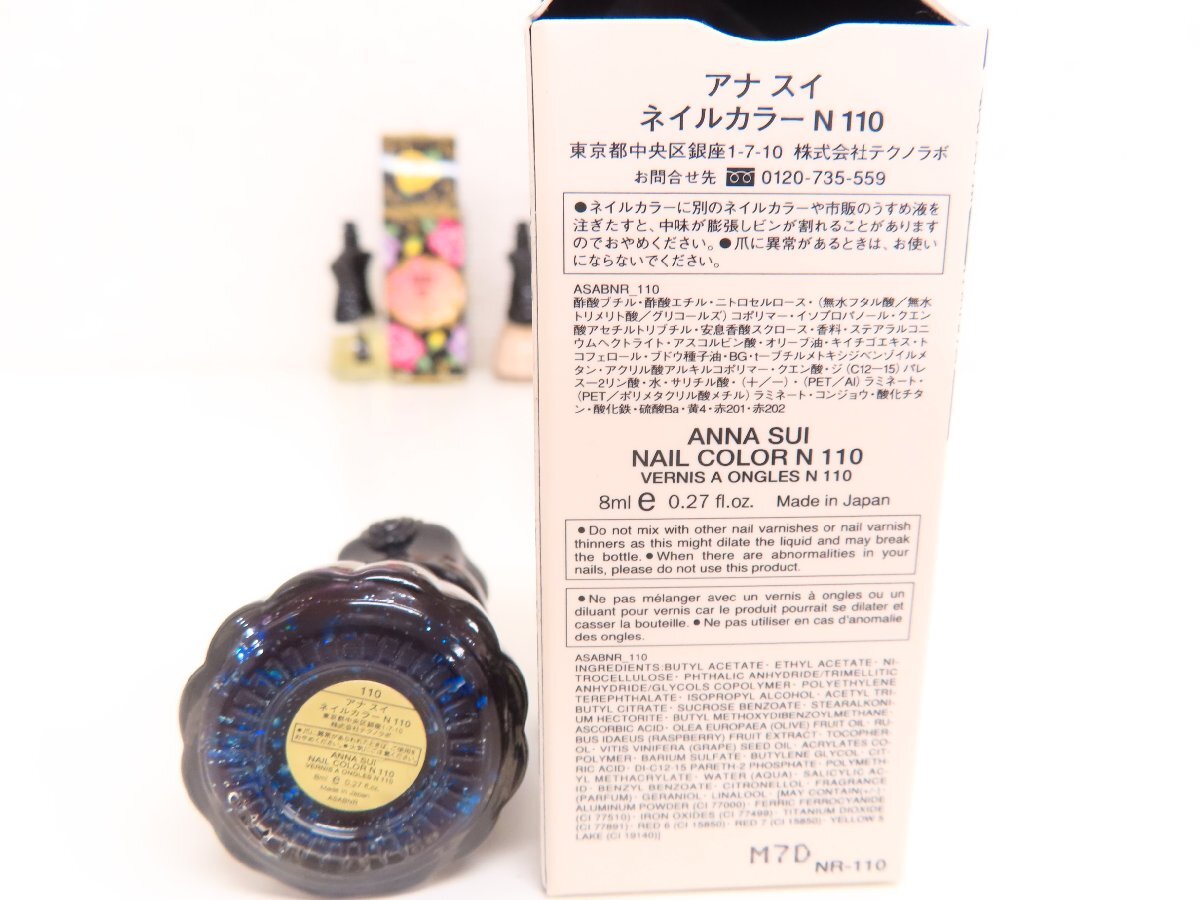 アナ スイ
ネイルカラー N 110
東京都中央区銀座1-7-10 株式会社テクノラボ
お問合せ先 0120-735-559
●ネイルカラーに別のネイルカラーや市販のうすめ液を
注ぎたすと、中味が膨張しビンが割れることがあります
のでおやめください。●爪に異常があるときは、お使い
にならないでください。
ASABNR_110
酢酸ブチル・酢酸エチル・ニトロセルロース・(無水フタル酸/無水
トリメリト酸/グリコールズ)コポリマー・イソプロパノール・クエン
酸アセチルトリブチル・安息香酸スクロース・香料・ステアラルコニ
ウムヘクトライト・アスコルビン酸・オリーブ油・キイチゴエキス・ト
コフェロール・ブドウ種子油・BG・t-ブチルメトキシジベンゾイルメ
タン・アクリル酸アルキルコポリマー・クエン酸・ジ(C12-15)パレ
ス-2リン酸・水・サリチル酸・(+/-)・(PET/Al)ラミネート・
(PET/ポリメタクリル酸メチル)ラミネート・コンジョウ・酸化チタ
ン・酸化鉄・硫酸Ba・黄4・赤201・赤202
ANNA SUI
NAIL COLOR N 110
VERNIS A ONGLES N 110
8ml e 0.27 fl.oz. Made in Japan
●Do not mix with other nail varnishes or nail varnish
thinners as this might dilate the liquid and may break
the bottle.●When there are abnormalities in your
nails, please do not use this product.
●Ne pas mélanger avec un vernis à ongles ou un
diluant pour vernis car le produit pourrait se dilater et
casser la bouteille.●Ne pas utiliser en cas d'anomalie
des ongles.
ASABNR_110
INGREDIENTS:BUTYL ACETATE・ETHYL ACETATE・NI-
TROCELLULOSE・PHTHALIC ANHYDRIDE/TRIMELLITIC
ANHYDRIDE/GLYCOLS COPOLYMER・POLYETHYLENE
TEREPHTHALATE・ISOPROPYL ALCOHOL・ACETYL TRI-
BUTYL CITRATE・SUCROSE BENZOATE・STEARALKONI-
UM HECTORITE・BUTYL METHOXYDIBENZOYLMETHANE・
ASCORBIC ACID・OLEA EUROPAEA (OLIVE) FRUIT OIL・RU-
BUS IDAEUS (RASPBERRY) FRUIT EXTRACT・TOCOPHER-
OL・VITIS VINIFERA (GRAPE) SEED OIL・ACRYLATES CO-
POLYMER・BARIUM SULFATE・BUTYLENE GLYCOL・CIT-
RIC ACID・DI-C12-15 PARETH-2 PHOSPHATE・POLYMETH-
YL METHACRYLATE・WATER (AQUA)・SALICYLIC AC-
ID・BENZYL BENZOATE・CITRONELLOL・FRAGRANCE
(PARFUM)・GERANIOL・LINALOOL・[MAY CONTAIN(+/-):
ALUMINUM POWDER (CI 77000)・FERRIC FERROCYANIDE
(CI 77510)・IRON OXIDES (CI 77499)・TITANIUM DIOXIDE
(CI 77891)・RED 6 (CI 15850)・RED 7 (CI 15850)・YELLOW 5
LAKE (CI 19140)]
M7D
NR-110
110
アナ スイ
ネイルカラー N 110
東京都中央区銀座1-7-10
株式会社テクノラボ
ANNA SUI
NAIL COLOR N 110
VERNIS A ONGLES N 110
8ml e 0.27 fl.oz.
Made in Japan
ASABNR